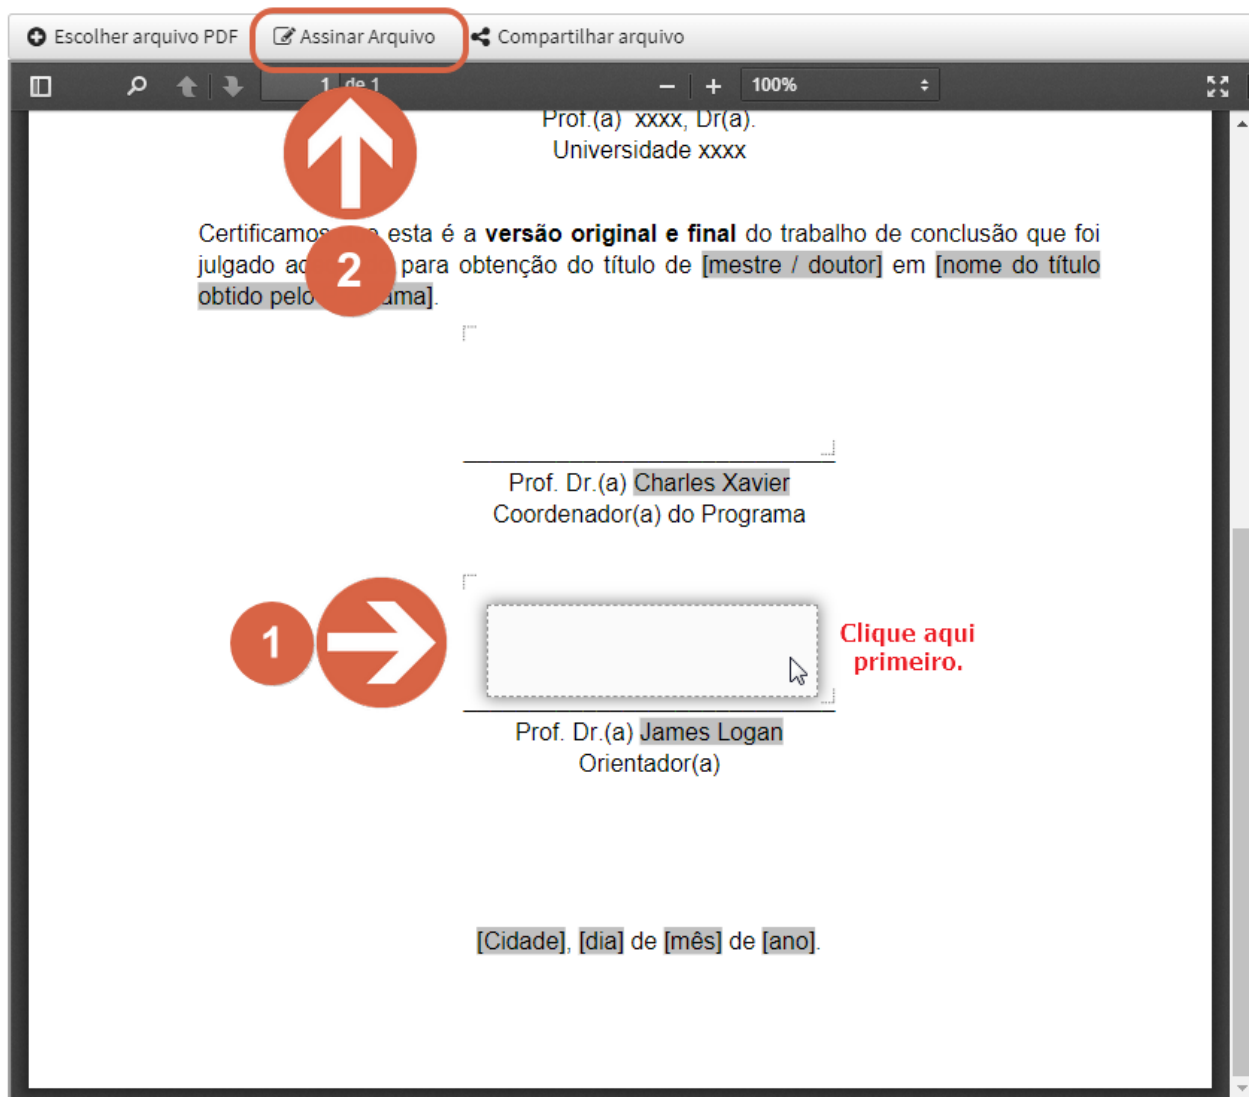 Escolher arquivo PDF Assinar Arquivo Compartilhar arquivo
1 de 1 100%
Prof.(a) xxxx, Dr(a).
Universidade xxxx
Certificamos esta é a versão original e final do trabalho de conclusão que foi
julgado para obtenção do título de [mestre / doutor] em [nome do título
obtido pelo ama].
2
Prof. Dr.(a) Charles Xavier
Coordenador(a) do Programa
1
Clique aqui
primeiro.
Prof. Dr.(a) James Logan
Orientador(a)
[Cidade], [dia] de [mês] de [ano].